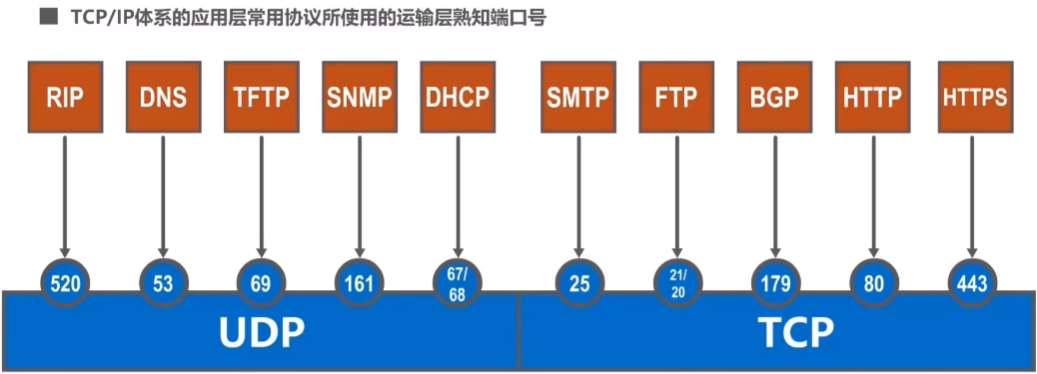 TCP/IP体系的应用层常用协议所使用的运输层熟知端口号
RIP DNS TFTP SNMP DHCP SMTP FTP BGP HTTP HTTPS
520 53 69 161 67/ 25 21/ 179 80 443
68 20
UDP TCP